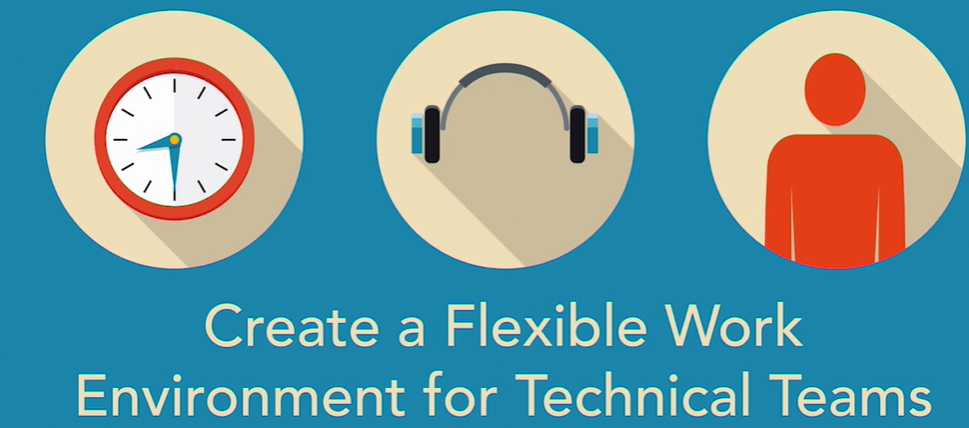 Create a Flexible Work
Environment for Technical Teams